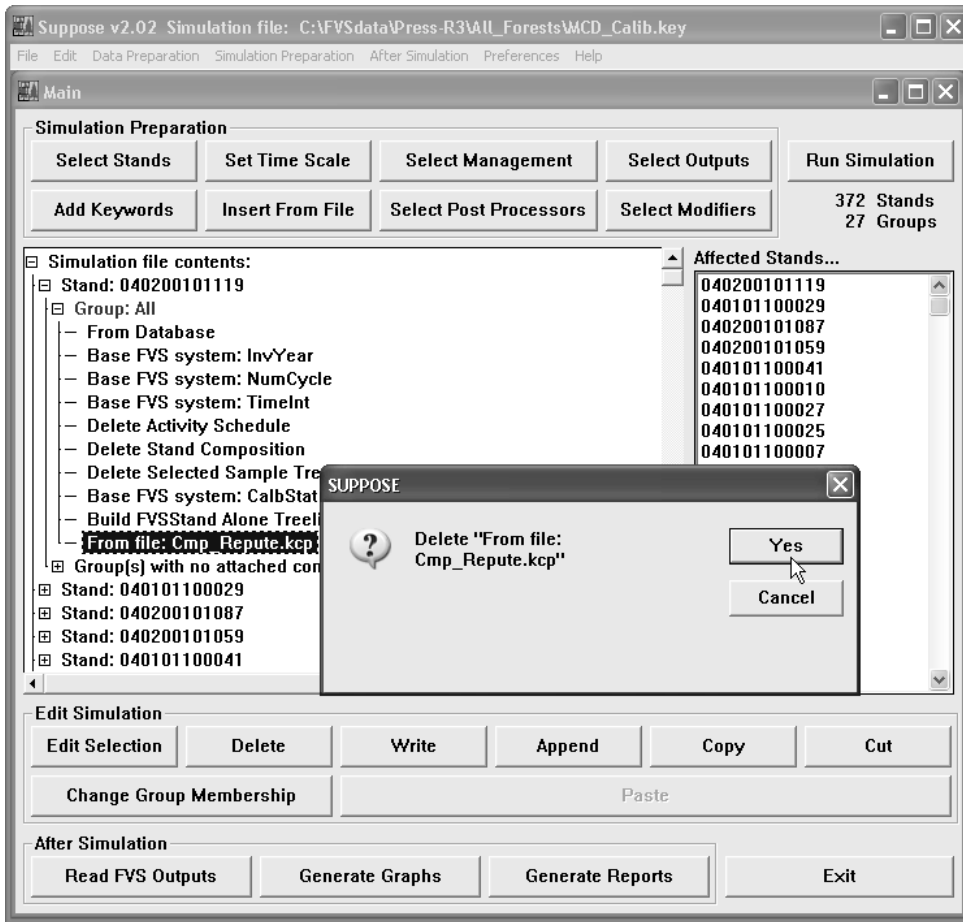 Suppose v2.02 Simulation file: C:\FVSdata\Press-R3\All_Forests\MCD_Calib.key
File Edit Data Preparation Simulation Preparation After Simulation Preferences Help
Main
Simulation Preparation
Select Stands Set Time Scale Select Management Select Outputs Run Simulation
Add Keywords Insert From File Select Post Processors Select Modifiers
372 Stands
27 Groups
Simulation file contents:
Stand: 040200101119
Group: All
From Database
Base FVS system: InvYear
Base FVS system: NumCycle
Base FVS system: TimeInt
Delete Activity Schedule
Delete Stand Composition
Delete Selected Sample Tre
Base FVS system: CalbStat
Build FVSStand Alone Treeli
From file: Cmp_Repute.kcp
Group(s) with no attached con
Stand: 040101100029
Stand: 040200101087
Stand: 040200101059
Stand: 040101100041
Affected Stands...
040200101119
040101100029
040200101087
040200101059
040101100041
040101100010
040101100027
040101100025
040101100007
SUPPOSE
Delete "From file:
Cmp_Repute.kcp"
Yes
Cancel
Edit Simulation
Edit Selection Delete Write Append Copy Cut
Change Group Membership Paste
After Simulation
Read FVS Outputs Generate Graphs Generate Reports Exit